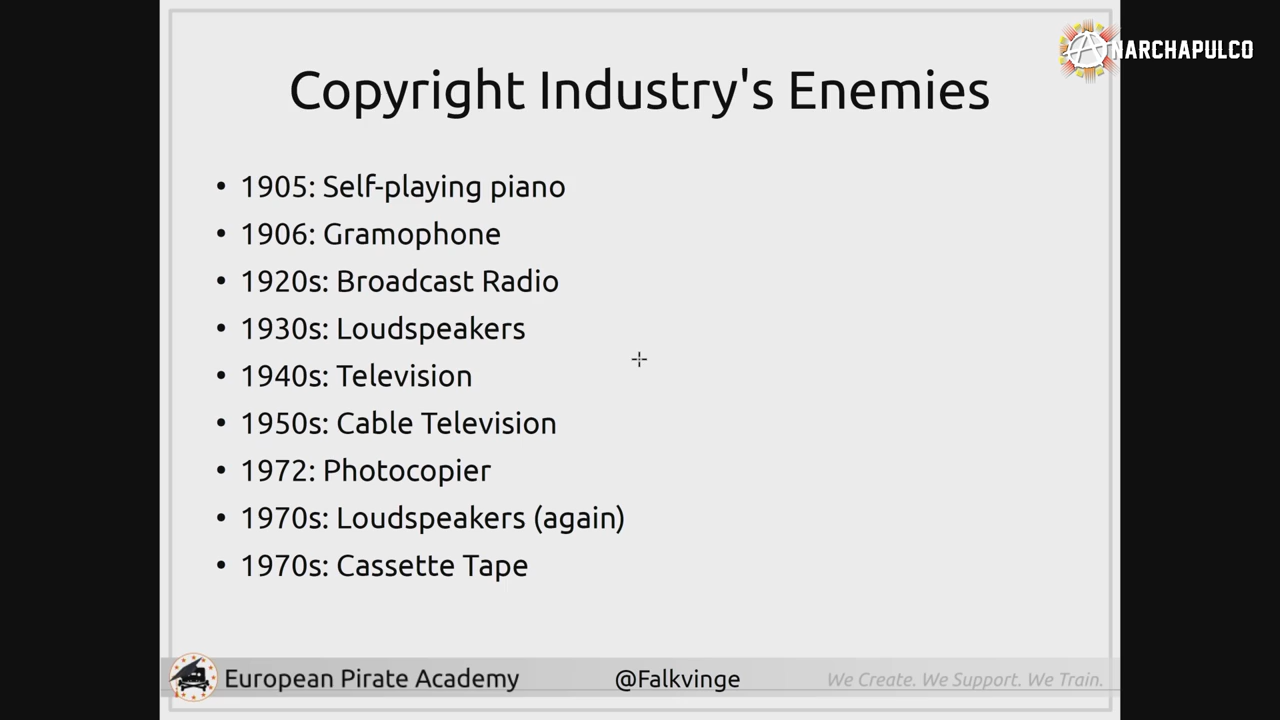 ANARCHAPULCO
Copyright Industry's Enemies
• 1905: Self-playing piano
• 1906: Gramophone
• 1920s: Broadcast Radio
• 1930s: Loudspeakers
• 1940s: Television
• 1950s: Cable Television
• 1972: Photocopier
• 1970s: Loudspeakers (again)
• 1970s: Cassette Tape
European Pirate Academy @Falkvinge We Create. We Support. We Train.